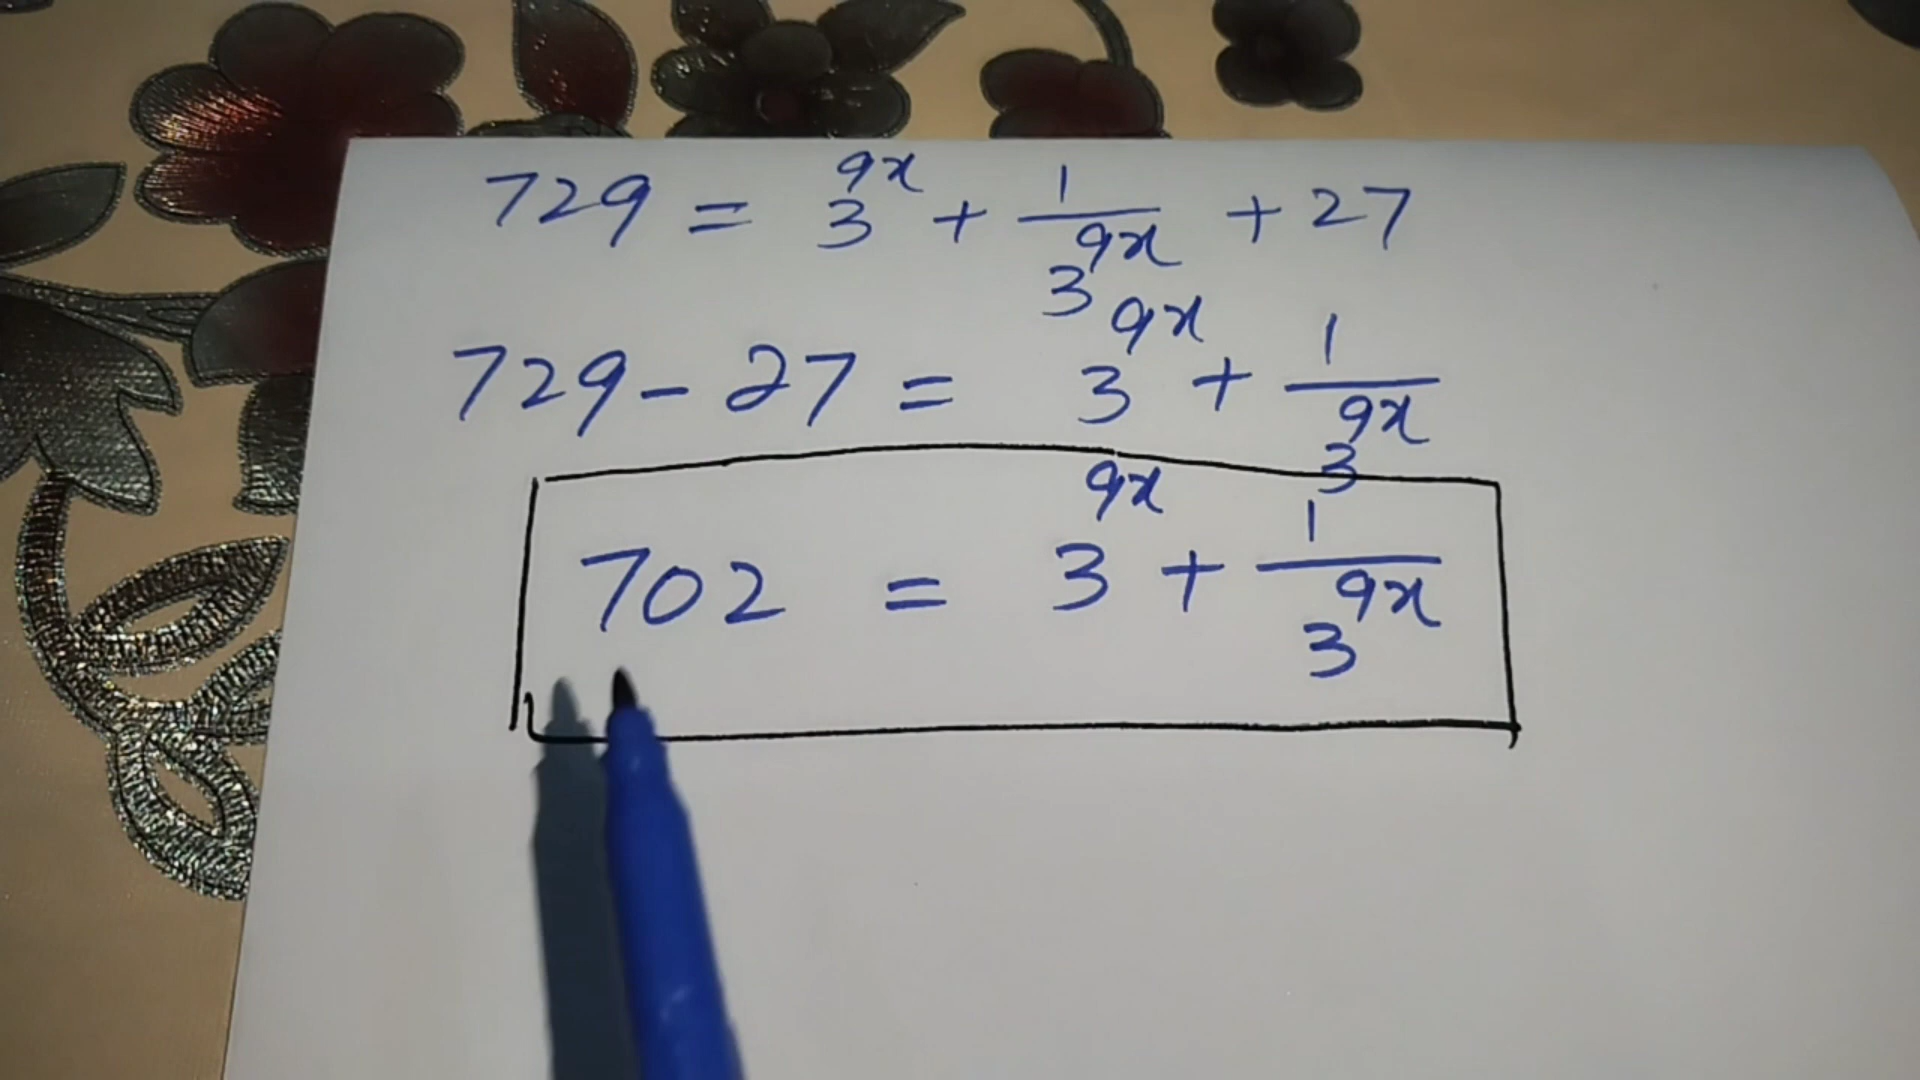 729 = 3^9x + 1/3^9x + 27
729 - 27 = 3^9x + 1/3^9x
702 = 3^9x + 1/3^9x